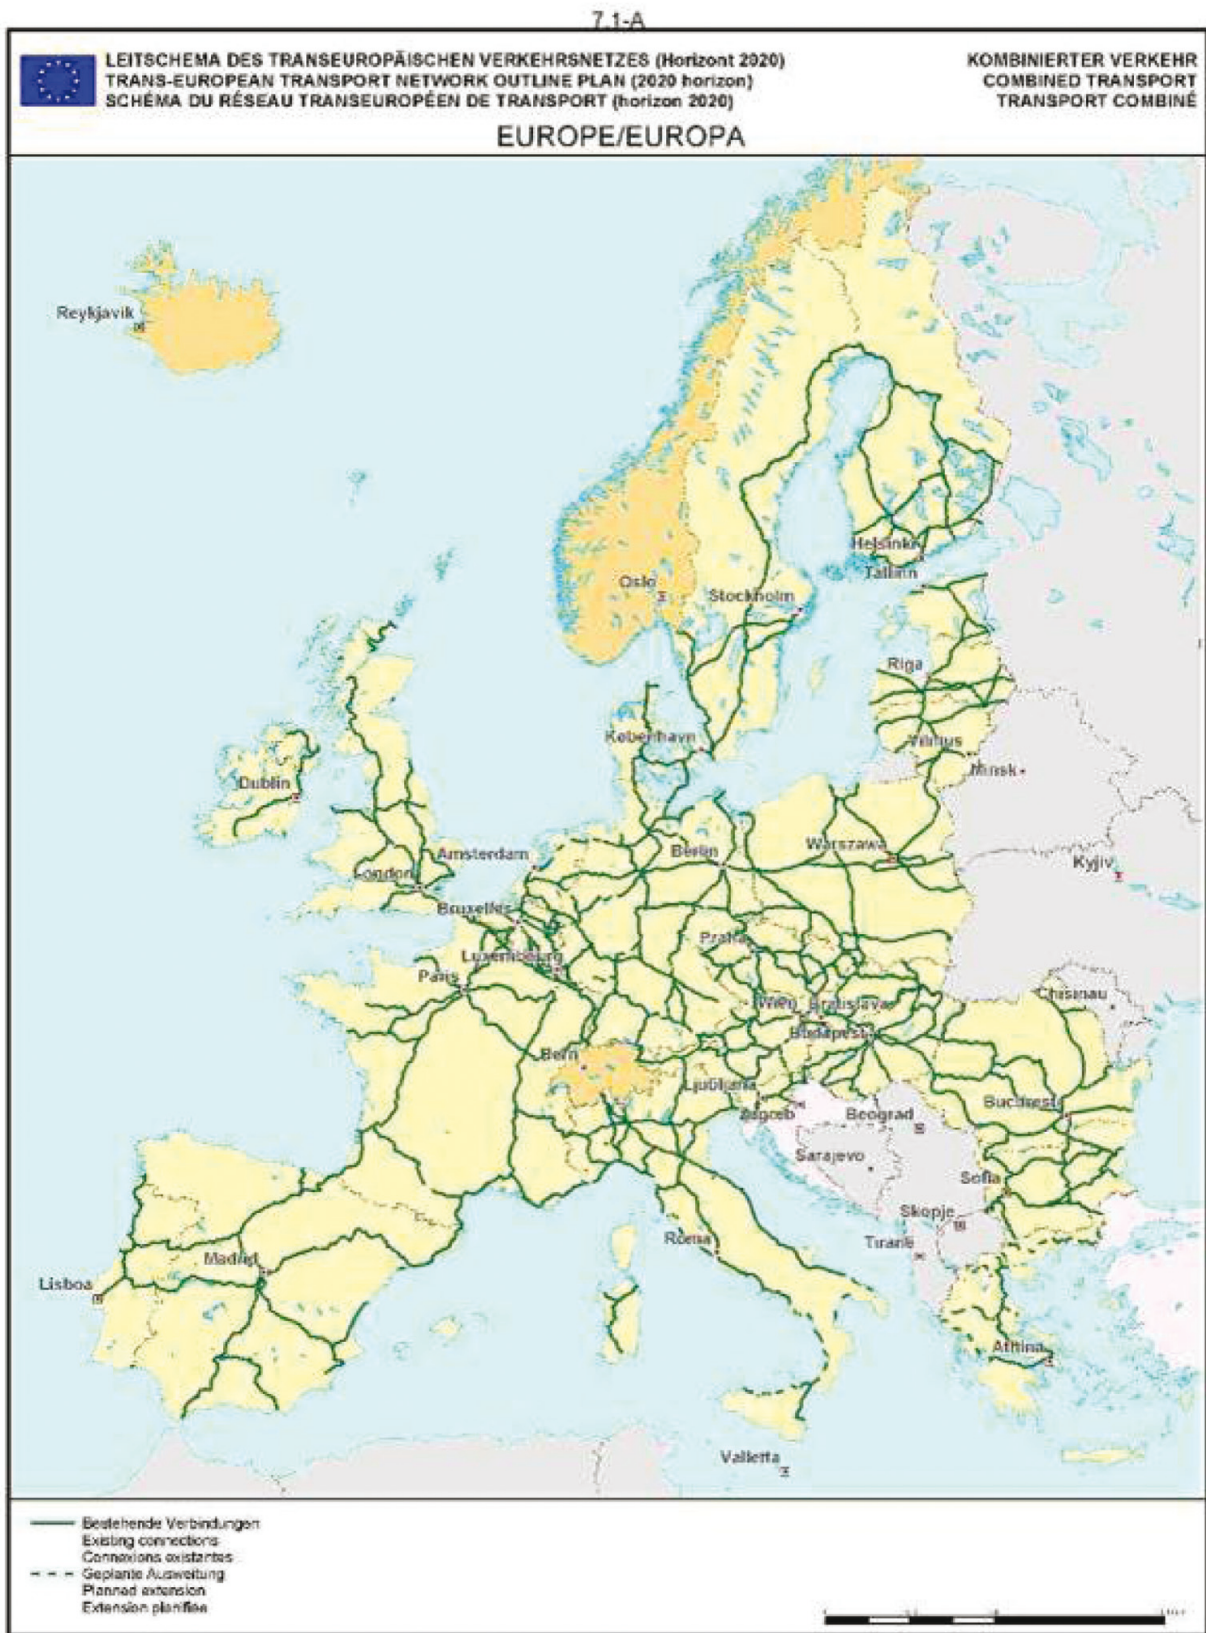 7.1-A
LEITSCHEMA DES TRANSEUROPÄISCHEN VERKEHRSNETZES (Horizont 2020)
TRANS-EUROPEAN TRANSPORT NETWORK OUTLINE PLAN (2020 horizon)
SCHÉMA DU RÉSEAU TRANSEUROPÉEN DE TRANSPORT (horizon 2020)
KOMBINIERTER VERKEHR
COMBINED TRANSPORT
TRANSPORT COMBINÉ
EUROPE/EUROPA
Reykjavik
Helsinki
Tallinn
Oslo
Stockholm
Riga
København
Vilnius
Minsk
Dublin
Amsterdam
Berlin
Warszawa
London
Kyjiv
Bruxelles
Praha
Luxembourg
Paris
Chisinau
Wien
Bratislava
Budapest
Bern
Ljubljana
Zagreb
Beograd
Bucuresti
Sarajevo
Sofia
Skopje
Roma
Tiranë
Madrid
Lisboa
Athina
Valletta
Bestehende Verbindungen
Existing connections
Connexions existantes
Geplante Ausweitung
Planned extension
Extension planifiée